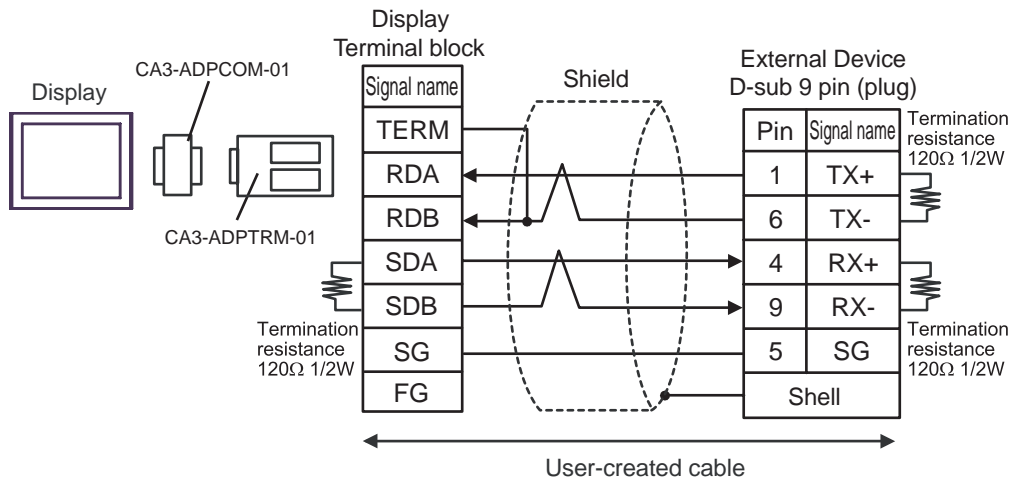 Display
Terminal block
CA3-ADPCOM-01
Display
CA3-ADPTRM-01
Signal name
TERM
RDA
RDB
SDA
SDB
SG
FG
Termination
resistance
120Ω 1/2W
Shield
External Device
D-sub 9 pin (plug)
Pin Signal name
1 TX+
6 TX-
4 RX+
9 RX-
5 SG
Shell
Termination
resistance
120Ω 1/2W
Termination
resistance
120Ω 1/2W
User-created cable